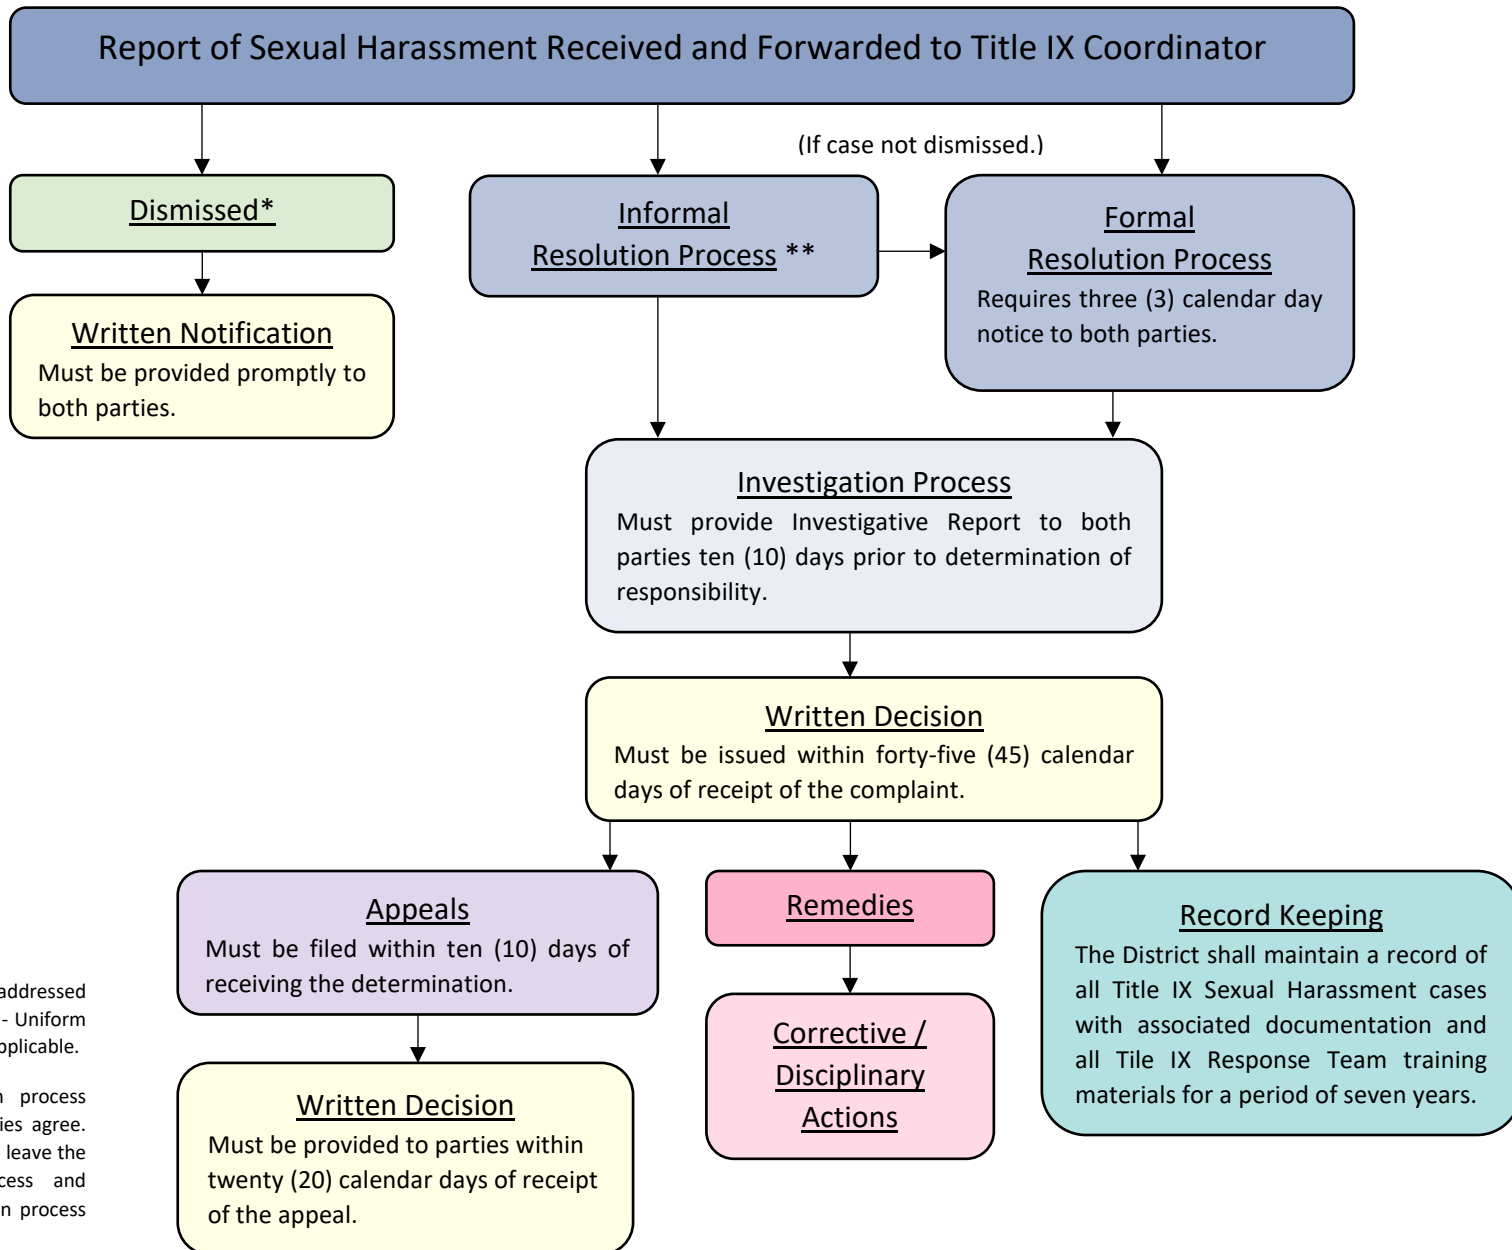 Report of Sexual Harassment Received and Forwarded to Title IX Coordinator
(If case not dismissed.)
Dismissed*
Informal
Resolution Process **
Formal
Resolution Process
Requires three (3) calendar day
notice to both parties.
Written Notification
Must be provided promptly to
both parties.
Investigation Process
Must provide Investigative Report to both
parties ten (10) days prior to determination of
responsibility.
Written Decision
Must be issued within forty-five (45) calendar
days of receipt of the complaint.
Appeals
Must be filed within ten (10) days of
receiving the determination.
Remedies
Record Keeping
The District shall maintain a record of
all Title IX Sexual Harassment cases
with associated documentation and
all Tile IX Response Team training
materials for a period of seven years.
Corrective /
Disciplinary
Actions
Written Decision
Must be provided to parties within
twenty (20) calendar days of receipt
of the appeal.
addressed
- Uniform
process
agree.
leave the
and
process